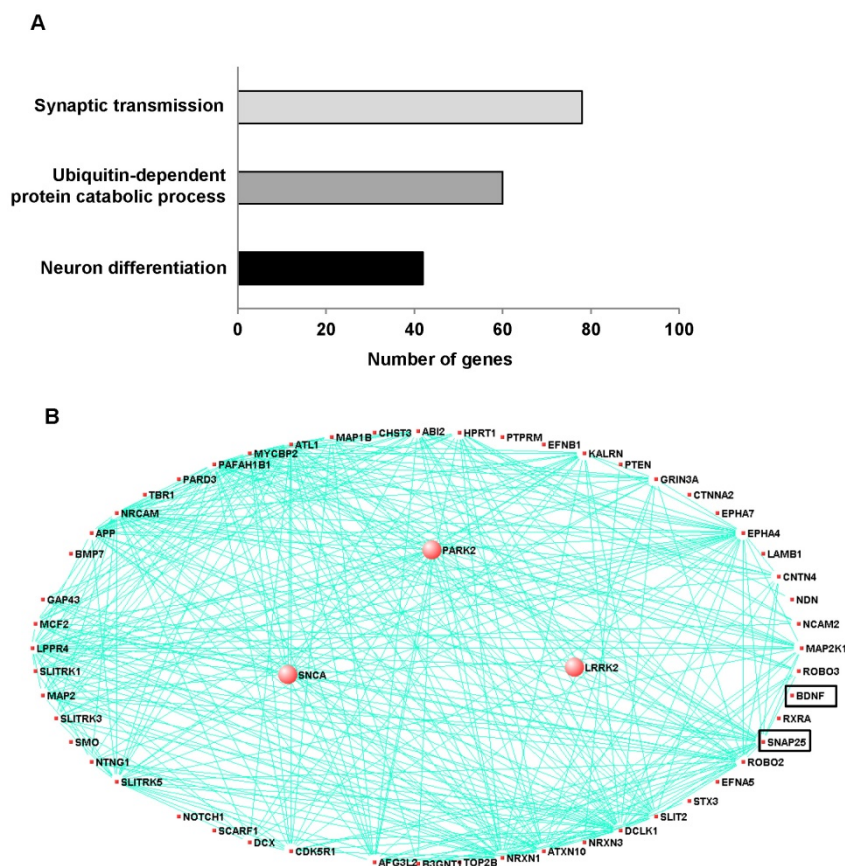 A
Synaptic transmission
Ubiquitin-dependent
protein catabolic process
Neuron differentiation
0 20 40 60 80 100
Number of genes
B
ABI2
HPRT1
CHST3
PTPRM
MAP1B
EFNB1
ATL1
KALRN
MYCBP2
PTEN
PAFAH1B1
GRIN3A
PARD3
CTNNA2
TBR1
EPHA7
NRCAM
EPHA4
APP
PARK2
BMP7
LAMB1
CNTN4
GAP43
NDN
MCF2
NCAM2
LPPR4
MAP2K1
SLITRK1
SNCA
LRRK2
ROBO3
MAP2
BDNF
SLITRK3
RXRA
SMO
SNAP25
NTNG1
ROBO2
SLITRK5
EFNA5
STX3
NOTCH1
SLIT2
SCARF1
DCLK1
DCX
NRXN3
CDK5R1
ATXN10
NRXN1
AFG3L2
TOP2B